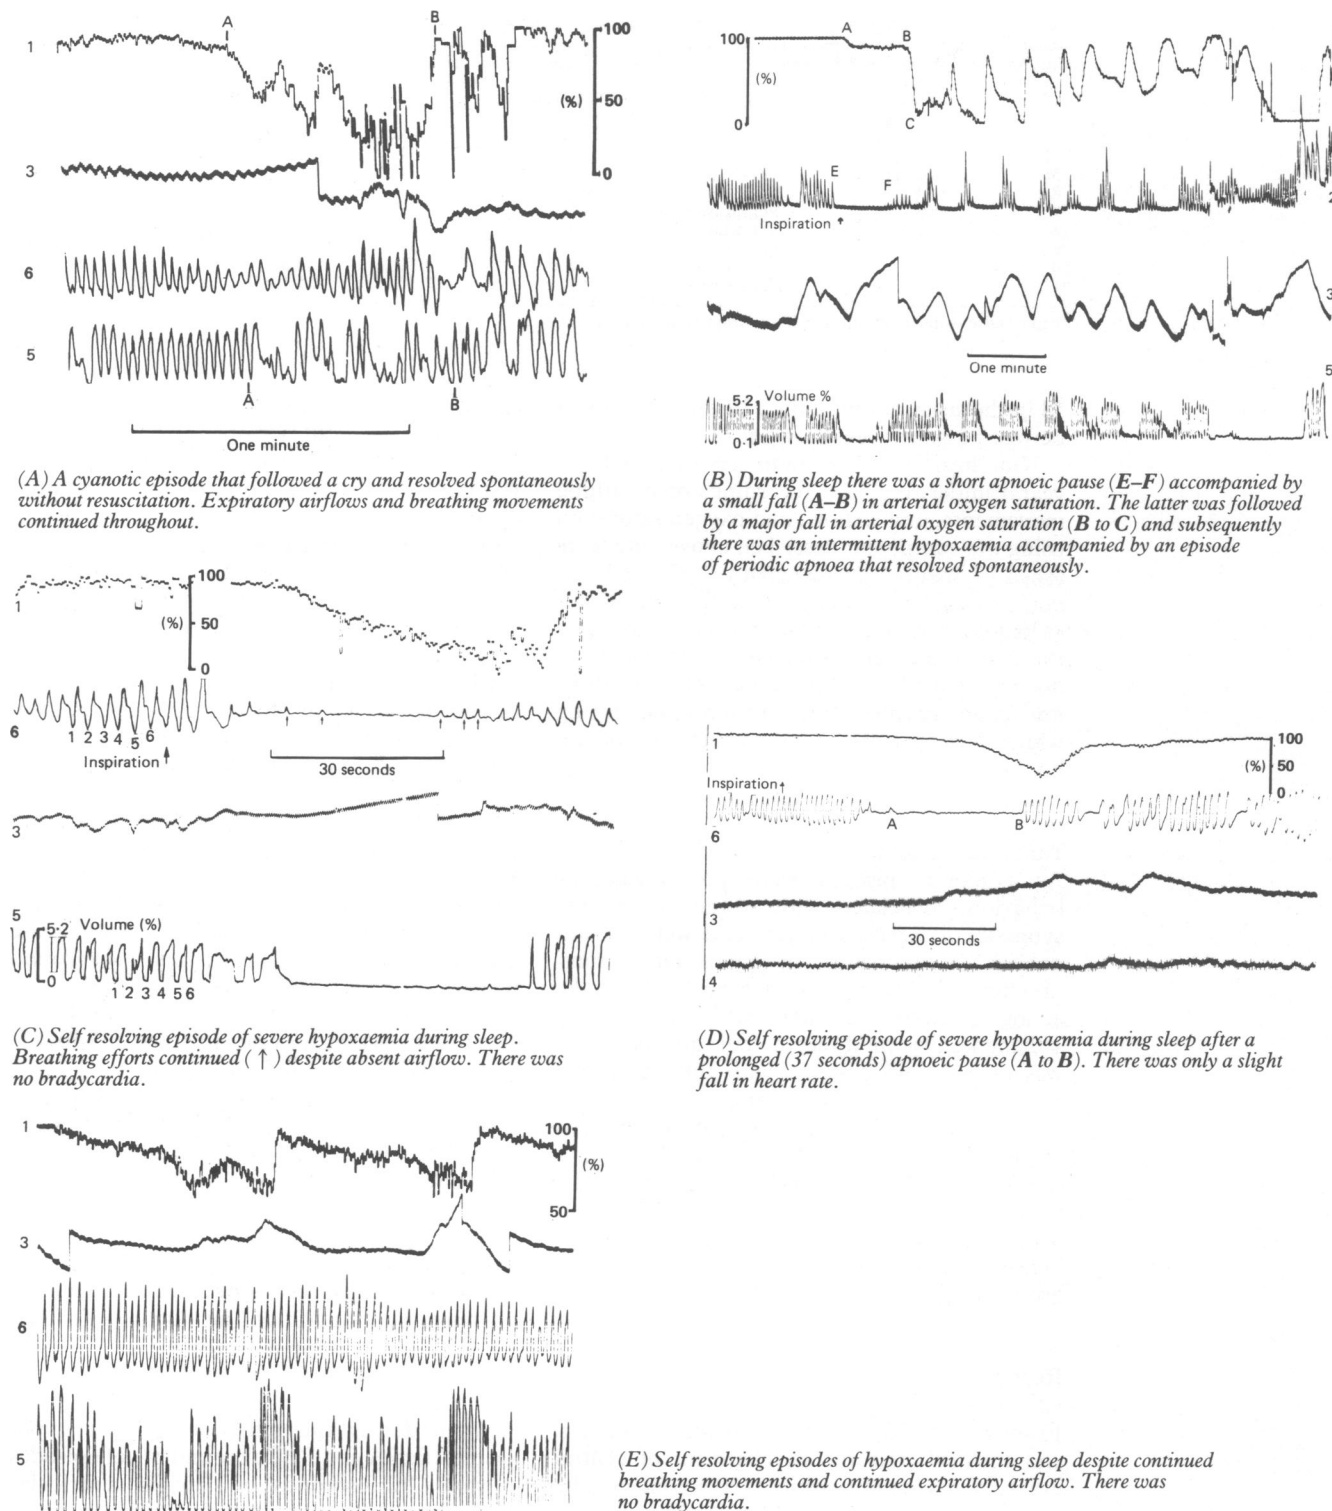 A
B
1
100
(%)
50
0
3
6
5
A
B
One minute
(A) A cyanotic episode that followed a cry and resolved spontaneously
without resuscitation. Expiratory airflows and breathing movements
continued throughout.
A
B
100
(%)
0
C
E
F
2
Inspiration ↑
3
One minute
5
5·2
Volume %
0·1
(B) During sleep there was a short apnoeic pause (E–F) accompanied by
a small fall (A–B) in arterial oxygen saturation. The latter was followed
by a major fall in arterial oxygen saturation (B to C) and subsequently
there was an intermittent hypoxaemia accompanied by an episode
of periodic apnoea that resolved spontaneously.
1
100
(%)
50
0
6
1 2 3 4 5 6
Inspiration ↑
30 seconds
3
5
5·2
Volume (%)
0
1 2 3 4 5 6
(C) Self resolving episode of severe hypoxaemia during sleep.
Breathing efforts continued (↑) despite absent airflow. There was
no bradycardia.
1
100
(%)
50
0
Inspiration↑
6
A
B
3
30 seconds
4
(D) Self resolving episode of severe hypoxaemia during sleep after a
prolonged (37 seconds) apnoeic pause (A to B). There was only a slight
fall in heart rate.
1
100
(%)
50
3
6
5
(E) Self resolving episodes of hypoxaemia during sleep despite continued
breathing movements and continued expiratory airflow. There was
no bradycardia.